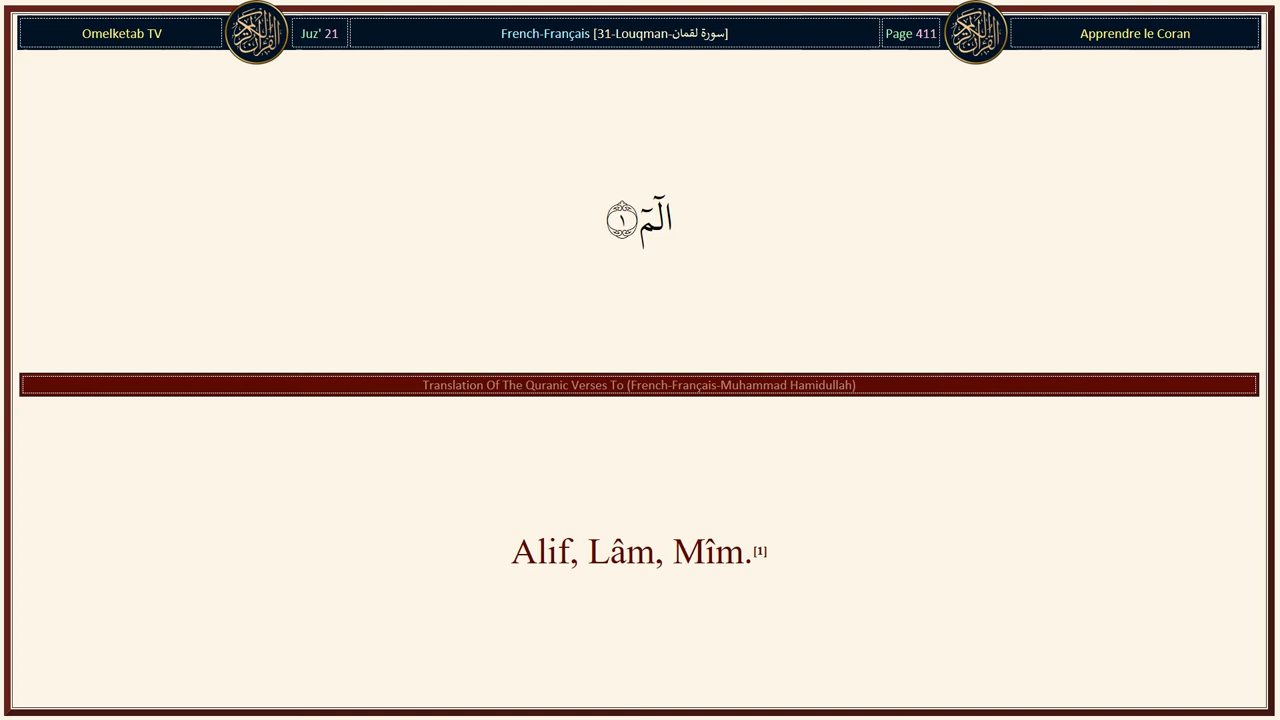 Omelketab TV
Juz' 21
French-Français [31-Louqman-سورة لقمان]
Page 411
Apprendre le Coran
الٓمٓ ١
Translation Of The Quranic Verses To (French-Français-Muhammad Hamidullah)
Alif, Lâm, Mîm.[1]